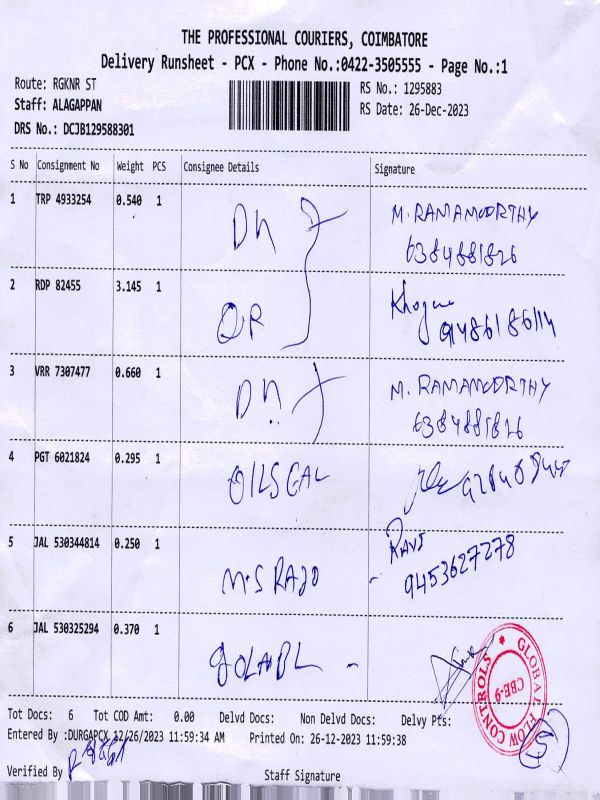 THE PROFESSIONAL COURIERS, COIMBATORE
Delivery Runsheet - PCX - Phone No.:0422-3505555 - Page No.:1
Route: RGKNR ST
RS No.: 1295883
Staff: ALAGAPPAN
RS Date: 26-Dec-2023
DRS No.: DCJB129588301
S No Consignment No Weight PCS Consignee Details Signature
1 TRP 4933254 0.540 1 M. RAMAMOORTHY
6384881826
2 RDP 82455 3.145 1 OR
9148618614
3 VRR 7307477 0.660 1 M. RAMAMOORTHY
6384881826
4 PGT 6021824 0.295 1
5 JAL 530344814 0.250 1 M.S RAJO RAVI
9453627278
6 JAL 530325294 0.370 1
GLOBAL FLOW CONTROLS
CBE-9
Tot Docs: 6 Tot COD Amt: 0.00 Delvd Docs: Non Delvd Docs: Delvy Pts:
Entered By :DURGAPCX 12/26/2023 11:59:34 AM Printed On: 26-12-2023 11:59:38
Verified By
Staff Signature